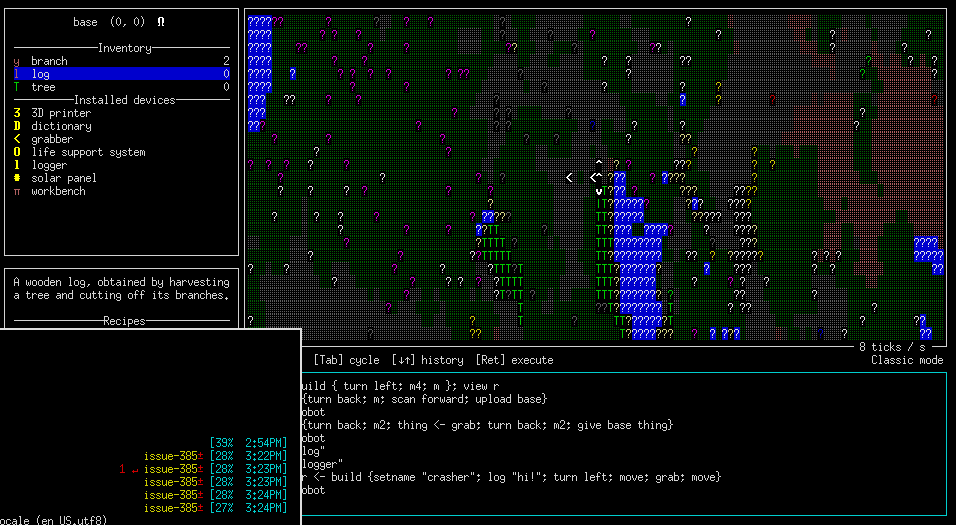 base (0, 0) Ω
Inventory
y branch 2
l log 0
T tree 0
Installed devices
3 3D printer
D dictionary
< grabber
O life support system
l logger
# solar panel
π workbench
A wooden log, obtained by harvesting
a tree and cutting off its branches.
Recipes
8 ticks / s
[Tab] cycle [↓↑] history [Ret] execute Classic mode
uild { turn left; m4; m }; view r
{turn back; m; scan forward; upload base}
obot
{turn back; m2; thing <- grab; turn back; m2; give base thing}
obot
log"
logger"
r <- build {setname "crasher"; log "hi!"; turn left; move; grab; move}
obot
[39% 2:54PM]
issue-385± [28% 3:22PM]
1 ↵ issue-385± [28% 3:23PM]
issue-385± [28% 3:23PM]
issue-385± [28% 3:24PM]
issue-385± [27% 3:24PM]
ocale (en_US.utf8)